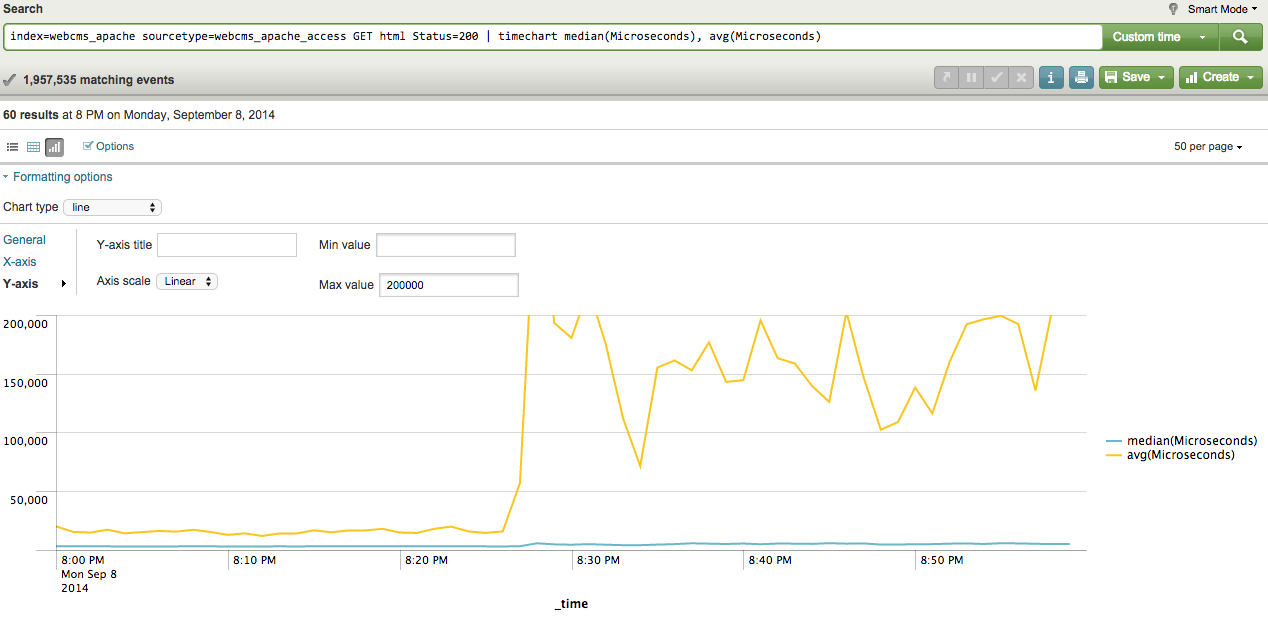 Search
Smart Mode
index=webcms_apache sourcetype=webcms_apache_access GET html Status=200 | timechart median(Microseconds), avg(Microseconds)
Custom time
1,957,535 matching events
Save
Create
60 results at 8 PM on Monday, September 8, 2014
Options
50 per page
Formatting options
Chart type line
General
X-axis
Y-axis
Y-axis title
Min value
Axis scale Linear
Max value 200000
200,000
150,000
100,000
50,000
median(Microseconds)
avg(Microseconds)
8:00 PM 8:10 PM 8:20 PM 8:30 PM 8:40 PM 8:50 PM
Mon Sep 8
2014
_time